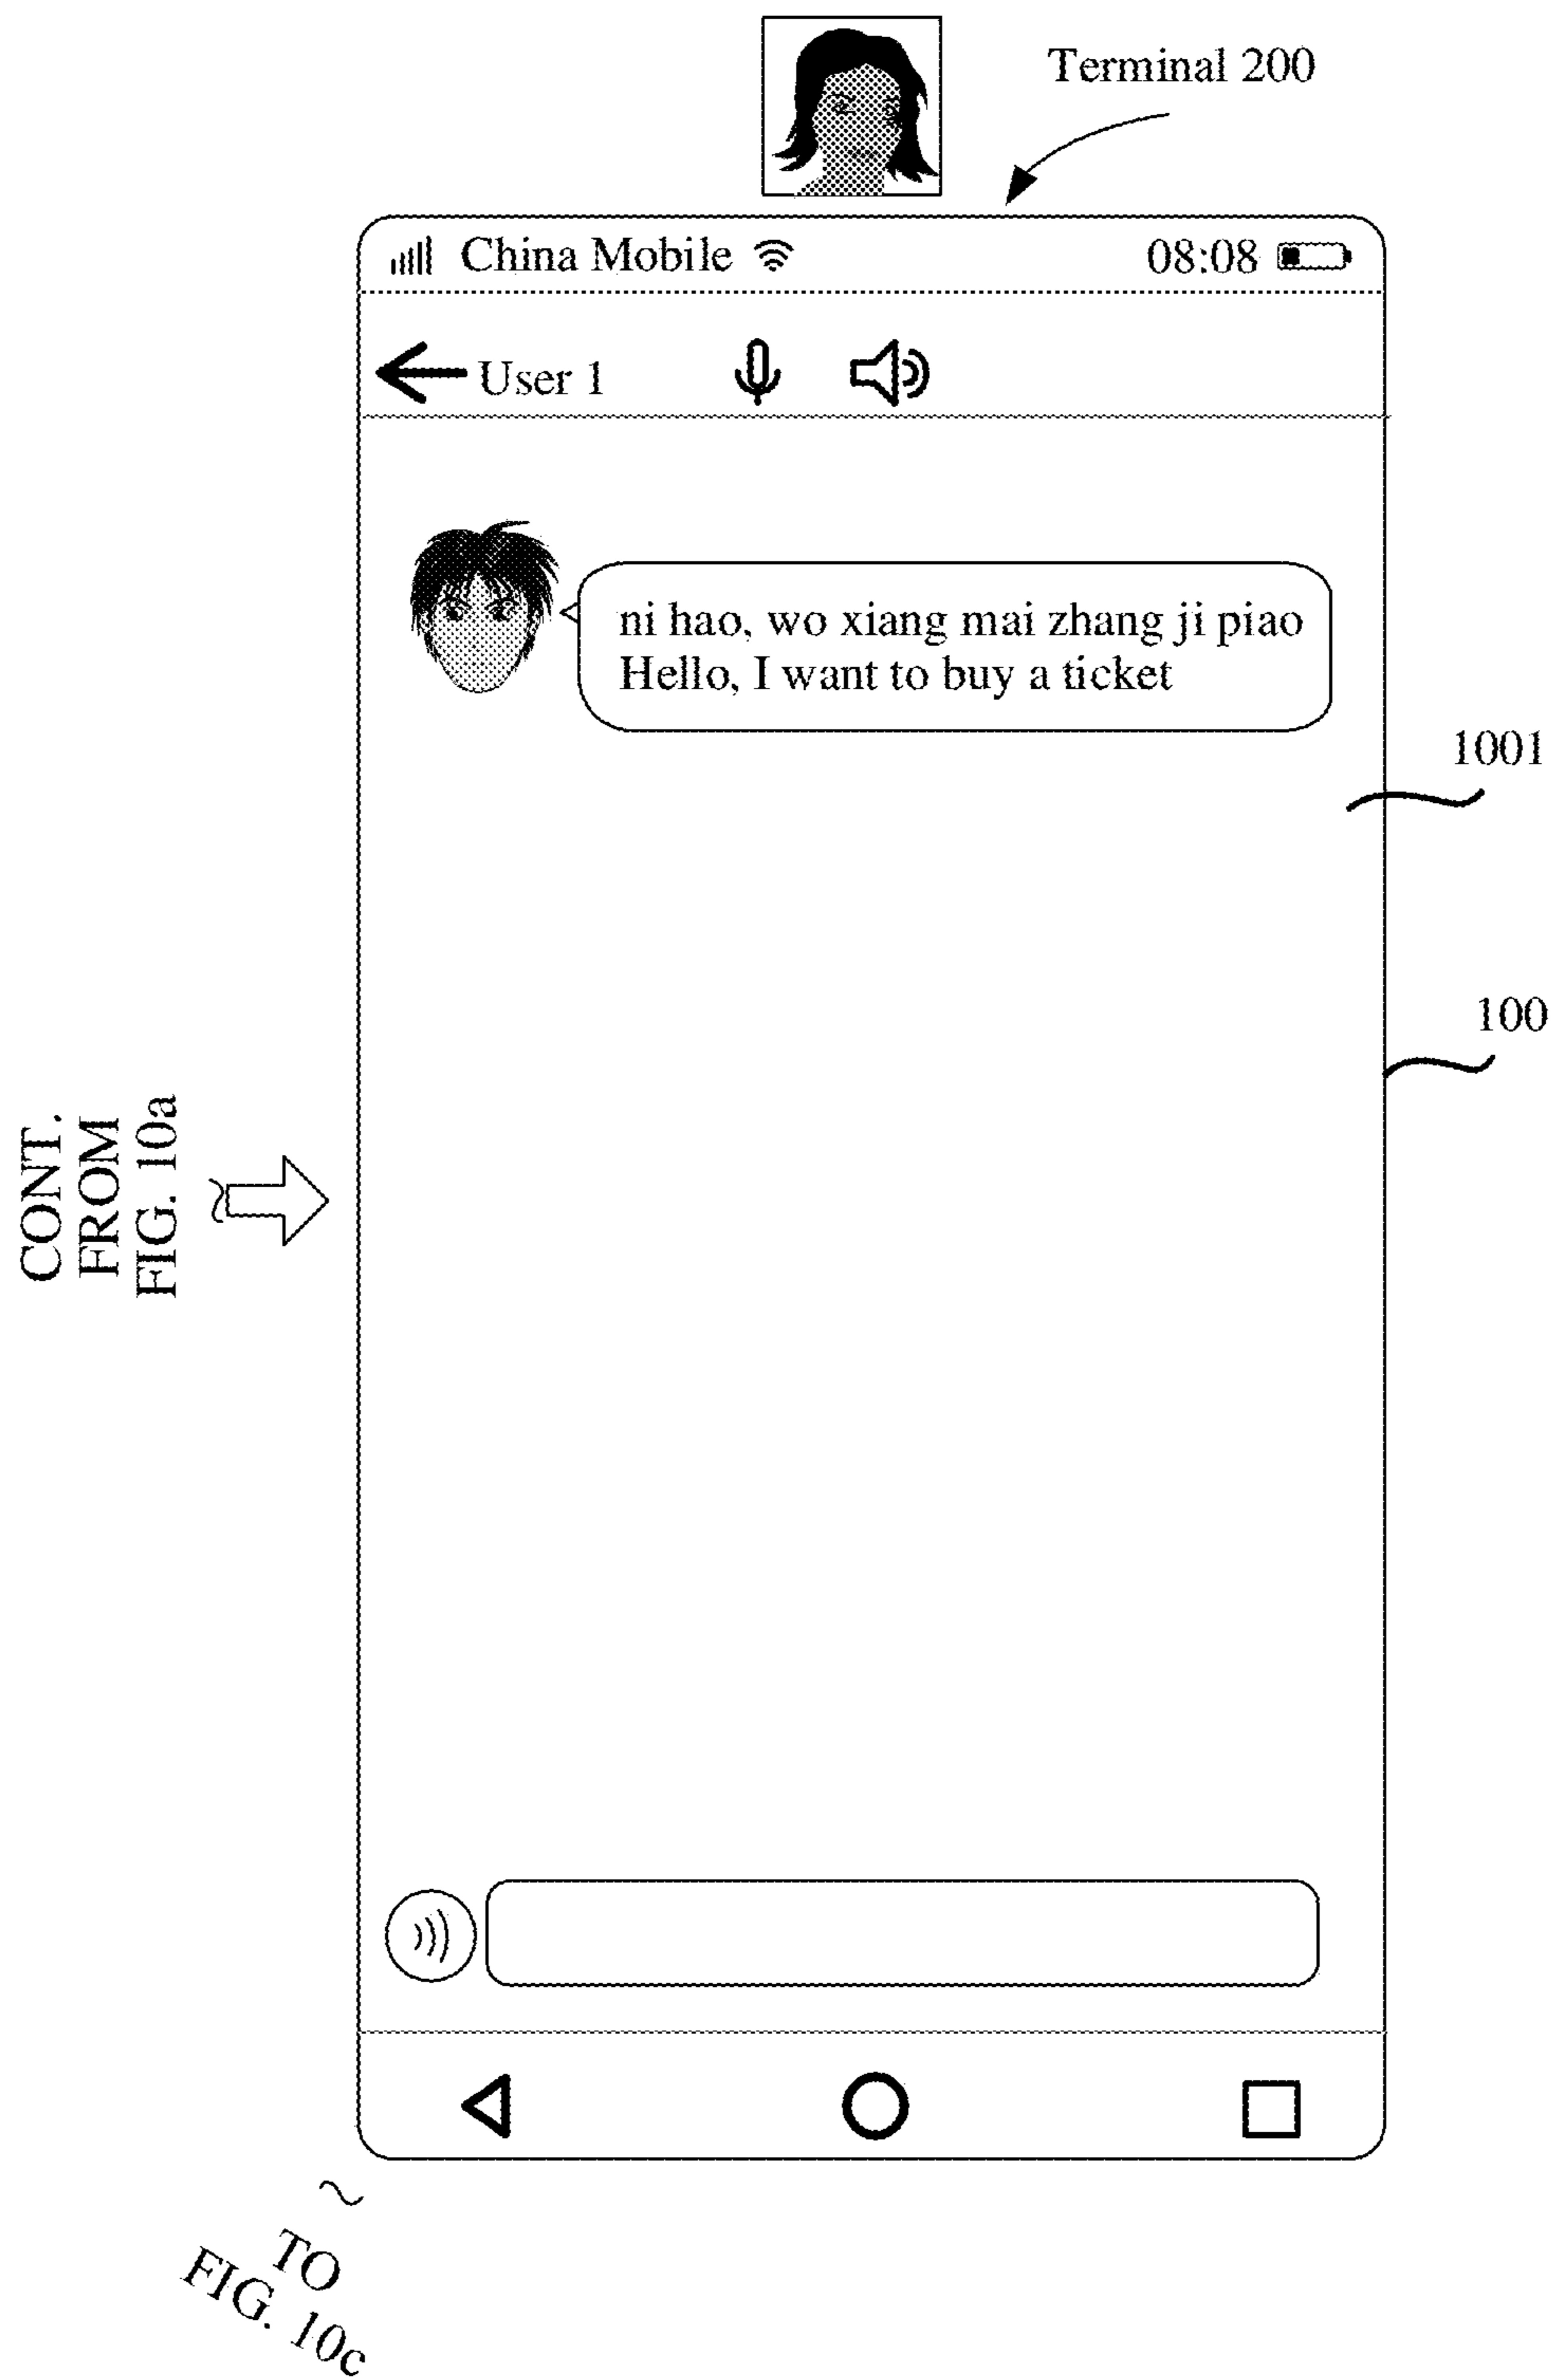 Terminal 200
China Mobile 08:08
User 1
ni hao, wo xiang mai zhang ji piao
Hello, I want to buy a ticket
1001
100
CONT.
FROM
FIG. 10a
TO
FIG. 10c